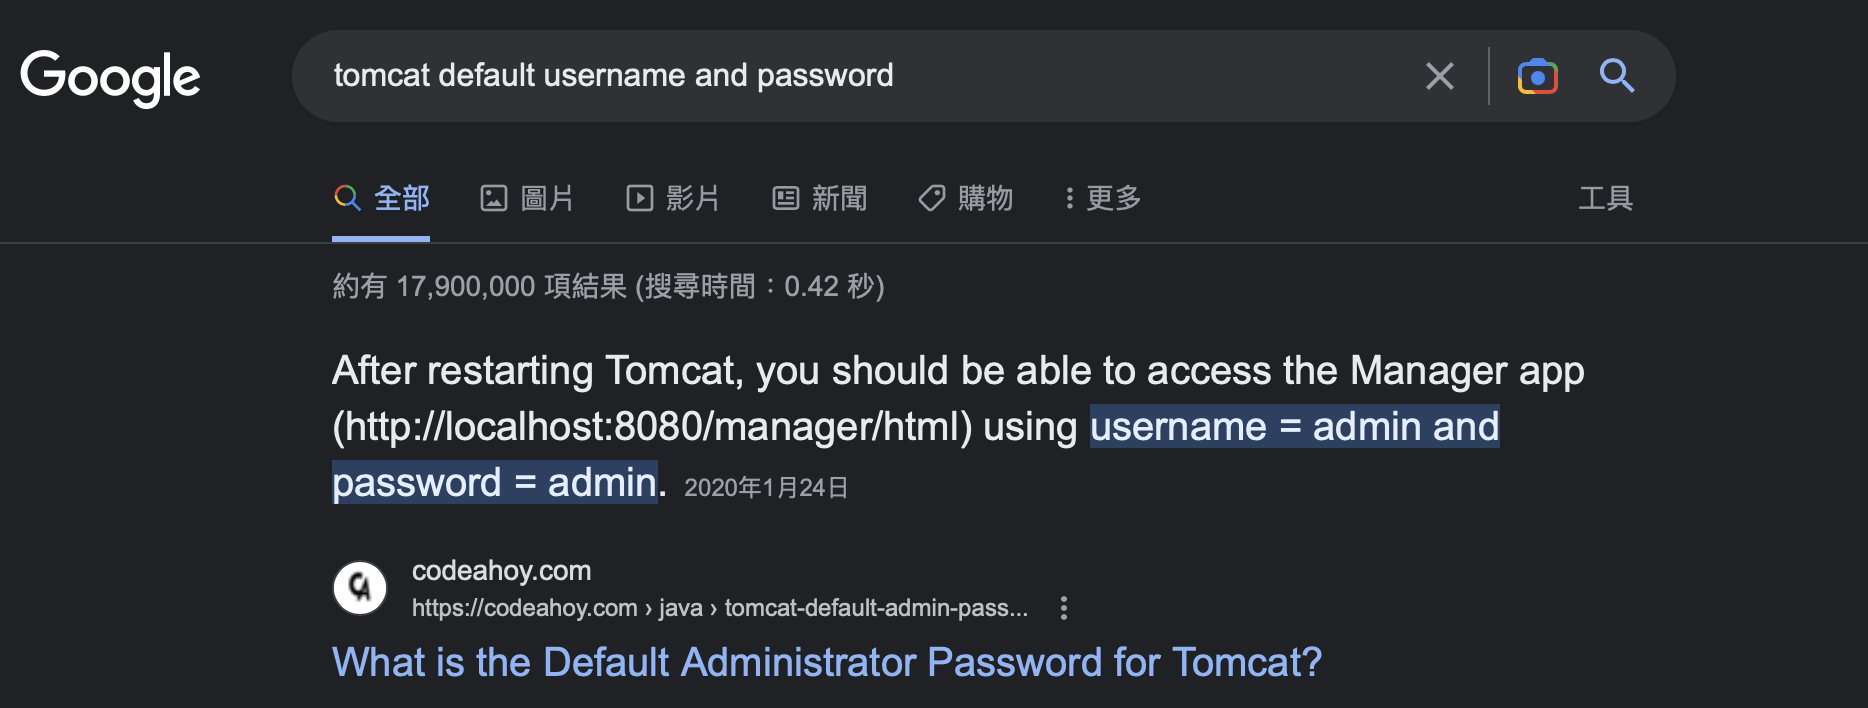 Google
tomcat default username and password
全部 圖片 影片 新聞 購物 更多 工具
約有 17,900,000 項結果 (搜尋時間：0.42 秒)
After restarting Tomcat, you should be able to access the Manager app
(http://localhost:8080/manager/html) using username = admin and
password = admin. 2020年1月24日
CA
codeahoy.com
https://codeahoy.com › java › tomcat-default-admin-pass...
What is the Default Administrator Password for Tomcat?